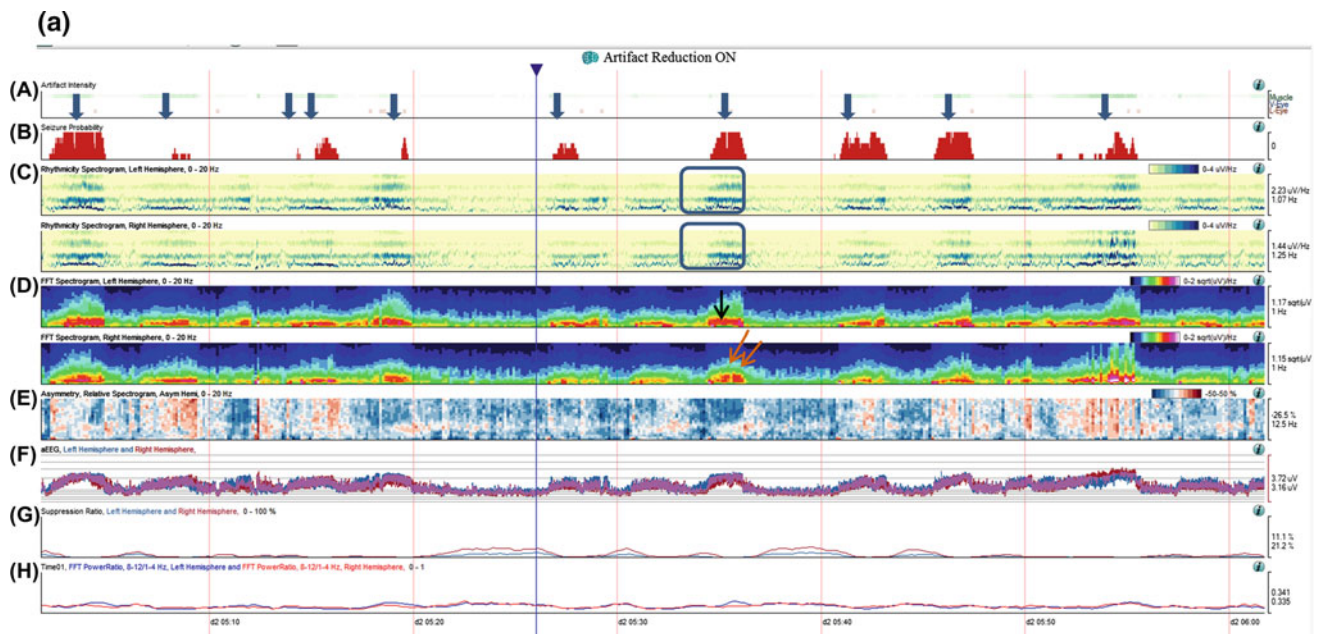 (a)
Artifact Reduction ON
(A) Artifact Intensity
Muscle
V-Eye
L-Eye
(B) Seizure Probability
0
(C) Rhythmicity Spectrogram, Left Hemisphere, 0 - 20 Hz
0-4 uV/Hz
2.23 uV/Hz
1.07 Hz
Rhythmicity Spectrogram, Right Hemisphere, 0 - 20 Hz
0-4 uV/Hz
1.44 uV/Hz
1.25 Hz
(D) FFT Spectrogram, Left Hemisphere, 0 - 20 Hz
0-2 sqrt(uV)/Hz
1.17 sqrt(uV
1 Hz
FFT Spectrogram, Right Hemisphere, 0 - 20 Hz
0-2 sqrt(uV)/Hz
1.15 sqrt(uV
1 Hz
(E) Asymmetry, Relative Spectrogram, Asym Hemi, 0 - 20 Hz
-50-50 %
-26.5 %
12.5 Hz
(F) aEEG, Left Hemisphere and Right Hemisphere,
3.72 uV
3.16 uV
(G) Suppression Ratio, Left Hemisphere and Right Hemisphere, 0 - 100 %
11.1 %
21.2 %
(H) Time01, FFT PowerRatio, 8-12/1-4 Hz, Left Hemisphere and FFT PowerRatio, 8-12/1-4 Hz, Right Hemisphere, 0 - 1
0.341
0.335
d2 05:10 d2 05:20 d2 05:30 d2 05:40 d2 05:50 d2 06:00